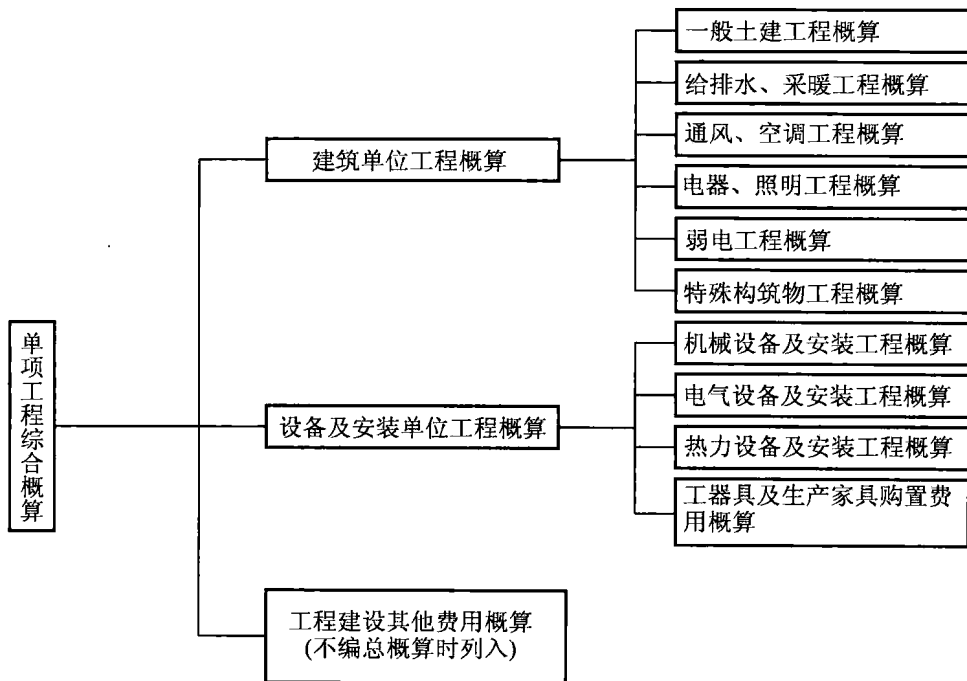 单项工程综合概算
建筑单位工程概算
一般土建工程概算
给排水、采暖工程概算
通风、空调工程概算
电器、照明工程概算
弱电工程概算
特殊构筑物工程概算
设备及安装单位工程概算
机械设备及安装工程概算
电气设备及安装工程概算
热力设备及安装工程概算
工器具及生产家具购置费
用概算
工程建设其他费用概算
(不编总概算时列入)